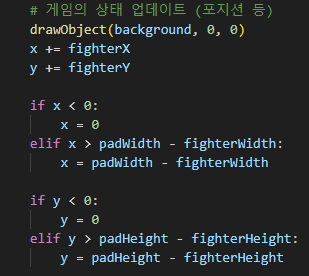 # 게임의 상태 업데이트 (포지션 등)
drawObject(background, 0, 0)
x += fighterX
y += fighterY

if x < 0:
    x = 0
elif x > padWidth - fighterWidth:
    x = padWidth - fighterWidth

if y < 0:
    y = 0
elif y > padHeight - fighterHeight:
    y = padHeight - fighterHeight